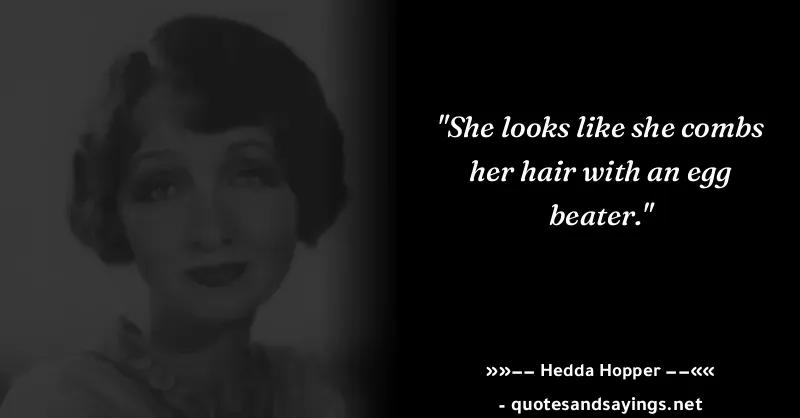 "She looks like she combs
her hair with an egg
beater."
»»—— Hedda Hopper ——««
- quotesandsayings.net